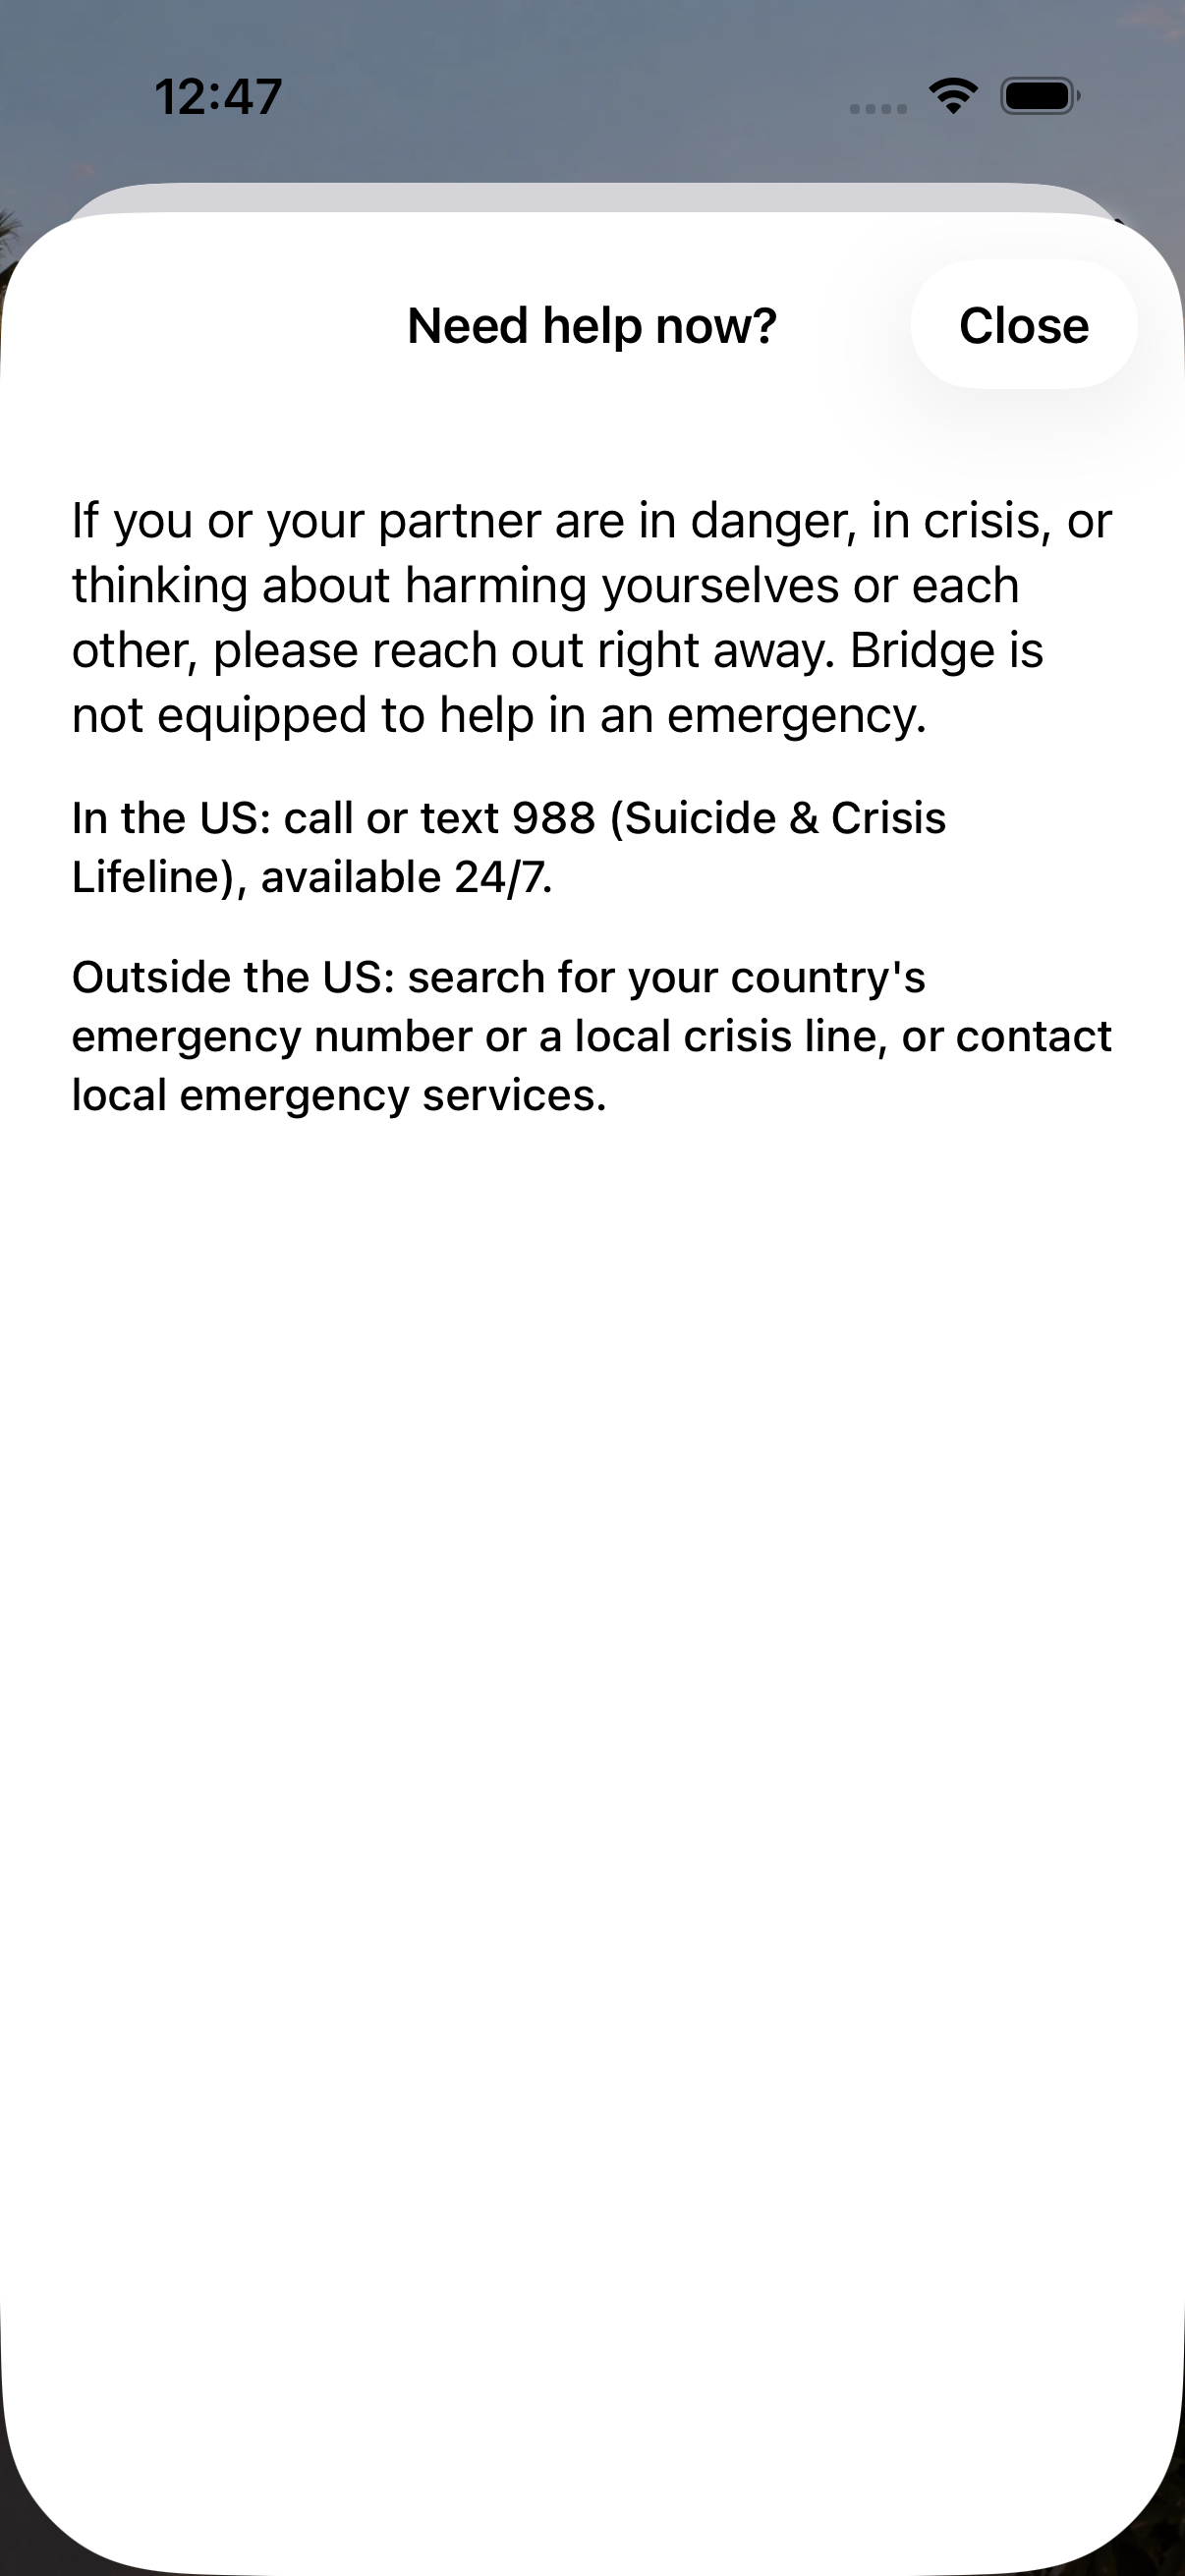 12:47
Need help now?
Close
If you or your partner are in danger, in crisis, or
thinking about harming yourselves or each
other, please reach out right away. Bridge is
not equipped to help in an emergency.
In the US: call or text 988 (Suicide & Crisis
Lifeline), available 24/7.
Outside the US: search for your country's
emergency number or a local crisis line, or contact
local emergency services.